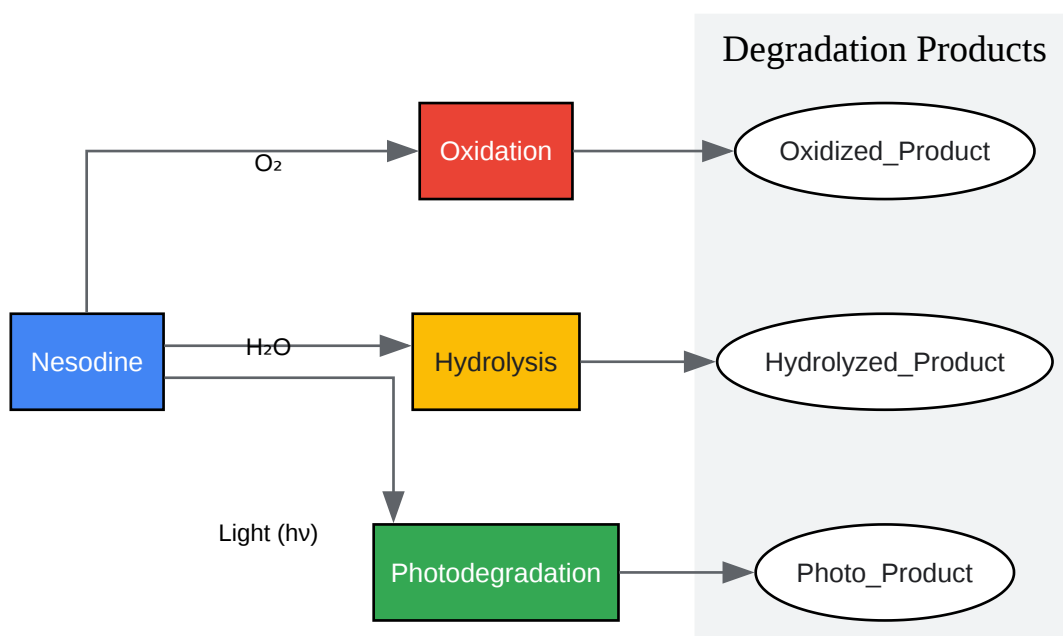 Degradation Products
O₂
Oxidation
Oxidized_Product
Nesodine
H₂O
Hydrolysis
Hydrolyzed_Product
Light (hν)
Photodegradation
Photo_Product